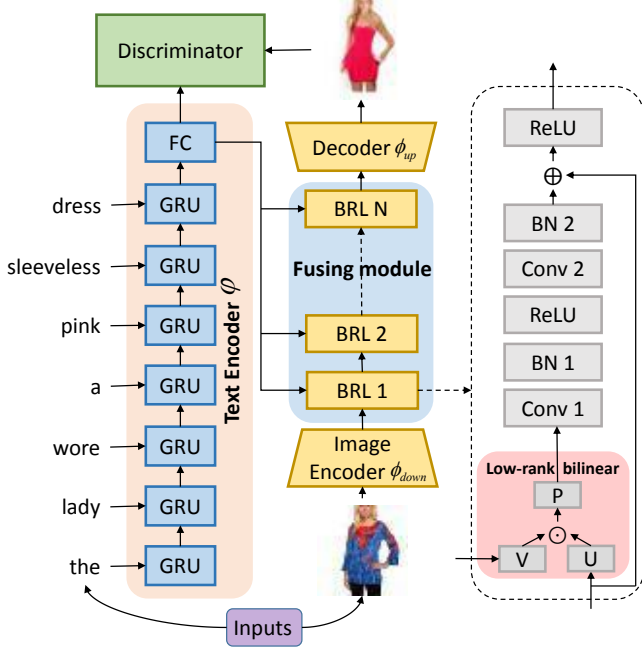 Discriminator
FC
GRU
GRU
GRU
GRU
GRU
GRU
GRU
dress
sleeveless
pink
a
wore
lady
the
Text Encoder φ
Decoder ϕup
BRL N
Fusing module
BRL 2
BRL 1
Image
Encoder ϕdown
Inputs
ReLU
BN 2
Conv 2
ReLU
BN 1
Conv 1
Low-rank bilinear
P
V
U